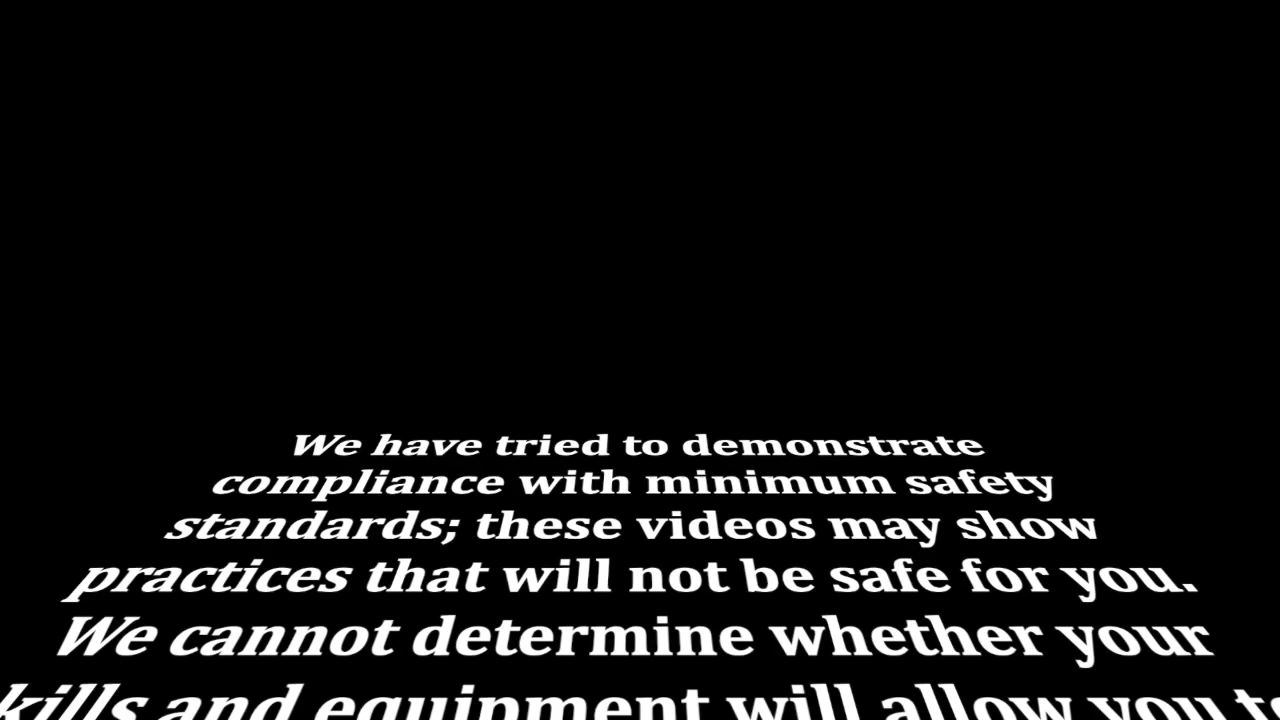 We have tried to demonstrate
compliance with minimum safety
standards; these videos may show
practices that will not be safe for you.
We cannot determine whether your
kills and equipment will allow you to